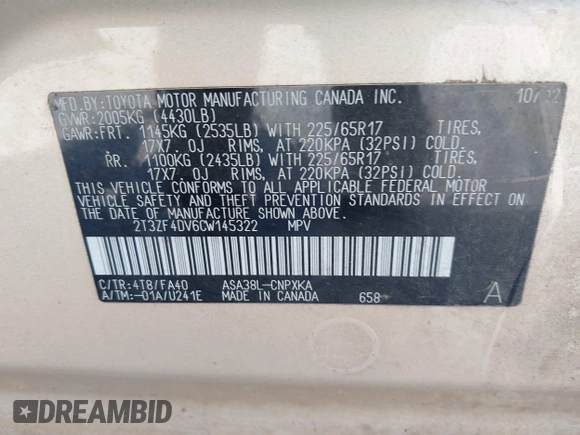 MFD.BY:TOYOTA MOTOR MANUFACTURING CANADA INC. 10/12
GVWR:2005KG (4430LB)
GAWR:FRT. 1145KG (2535LB) WITH 225/65R17 TIRES,
17X7.0J RIMS, AT 220KPA (32PSI) COLD.
RR. 1100KG (2435LB) WITH 225/65R17 TIRES,
17X7.0J RIMS, AT 220KPA (32PSI) COLD.
THIS VEHICLE CONFORMS TO ALL APPLICABLE FEDERAL MOTOR
VEHICLE SAFETY AND THEFT PREVENTION STANDARDS IN EFFECT ON
THE DATE OF MANUFACTURE SHOWN ABOVE.
2T3ZF4DV6CW145322 MPV
C/TR:4T8/FA40 ASA38L-CNPXKA
A/TM:-01A/U241E MADE IN CANADA 658 A
DREAMBID